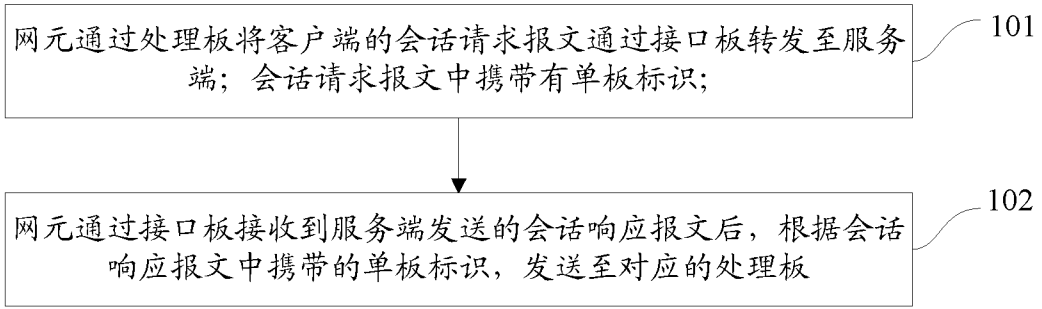 网元通过处理板将客户端的会话请求报文通过接口板转发至服务
端；会话请求报文中携带有单板标识；
101
网元通过接口板接收到服务端发送的会话响应报文后，根据会话
响应报文中携带的单板标识，发送至对应的处理板
102